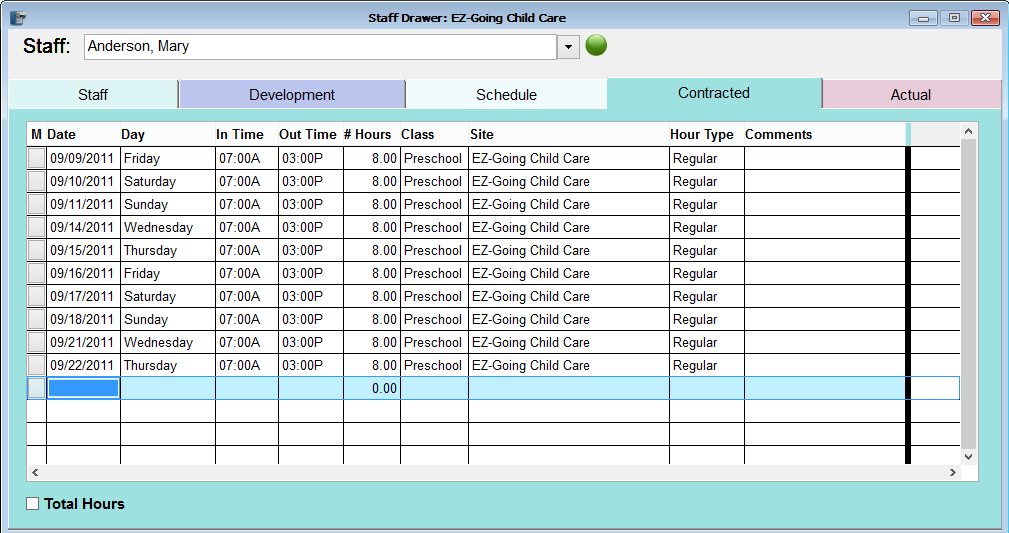 Staff Drawer: EZ-Going Child Care
Staff: Anderson, Mary
Staff Development Schedule Contracted Actual
M Date Day In Time Out Time # Hours Class Site Hour Type Comments
09/09/2011 Friday 07:00A 03:00P 8.00 Preschool EZ-Going Child Care Regular
09/10/2011 Saturday 07:00A 03:00P 8.00 Preschool EZ-Going Child Care Regular
09/11/2011 Sunday 07:00A 03:00P 8.00 Preschool EZ-Going Child Care Regular
09/14/2011 Wednesday 07:00A 03:00P 8.00 Preschool EZ-Going Child Care Regular
09/15/2011 Thursday 07:00A 03:00P 8.00 Preschool EZ-Going Child Care Regular
09/16/2011 Friday 07:00A 03:00P 8.00 Preschool EZ-Going Child Care Regular
09/17/2011 Saturday 07:00A 03:00P 8.00 Preschool EZ-Going Child Care Regular
09/18/2011 Sunday 07:00A 03:00P 8.00 Preschool EZ-Going Child Care Regular
09/21/2011 Wednesday 07:00A 03:00P 8.00 Preschool EZ-Going Child Care Regular
09/22/2011 Thursday 07:00A 03:00P 8.00 Preschool EZ-Going Child Care Regular
0.00
Total Hours